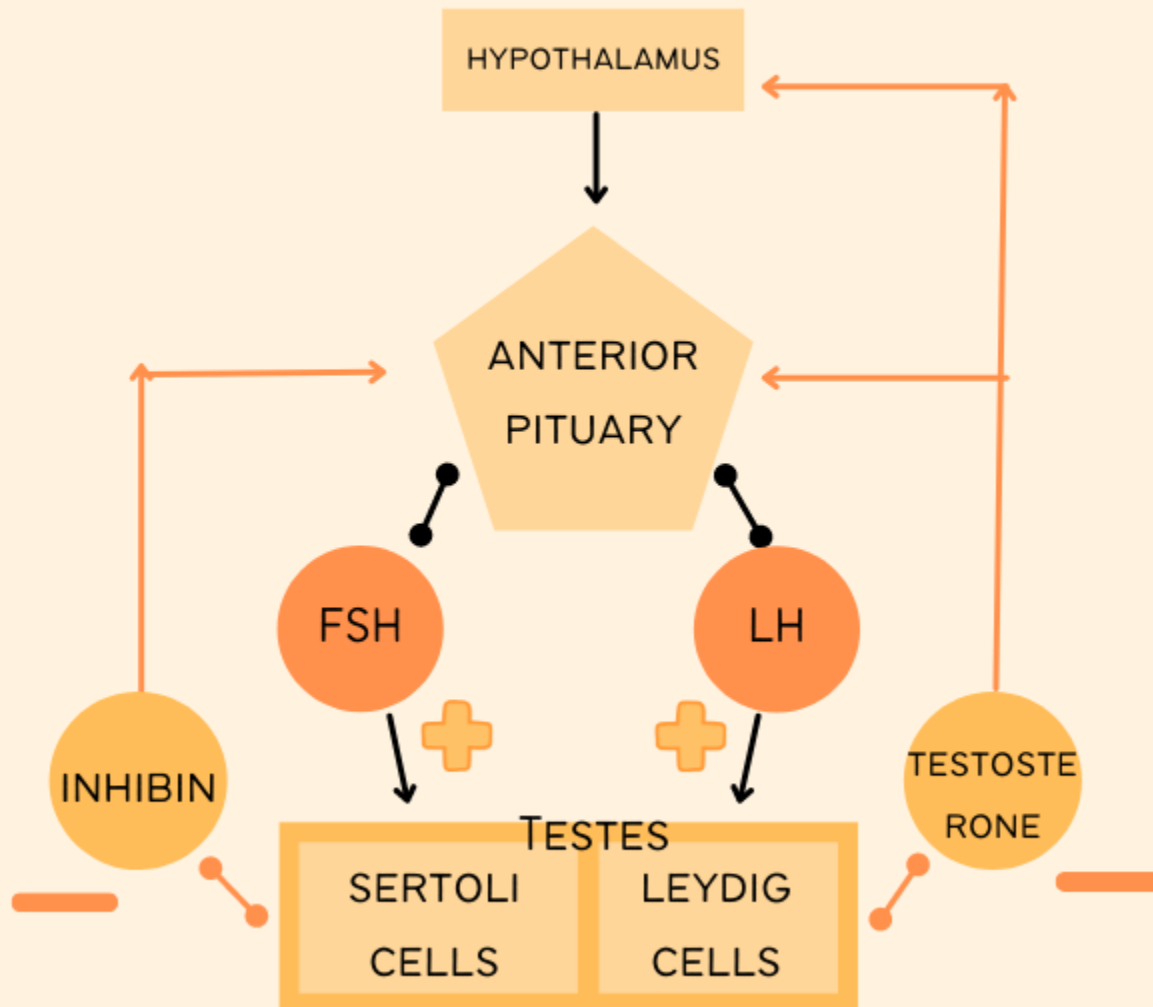 HYPOTHALAMUS
ANTERIOR
PITUARY
FSH
LH
INHIBIN
TESTOSTE
RONE
TESTES
SERTOLI
CELLS
LEYDIG
CELLS